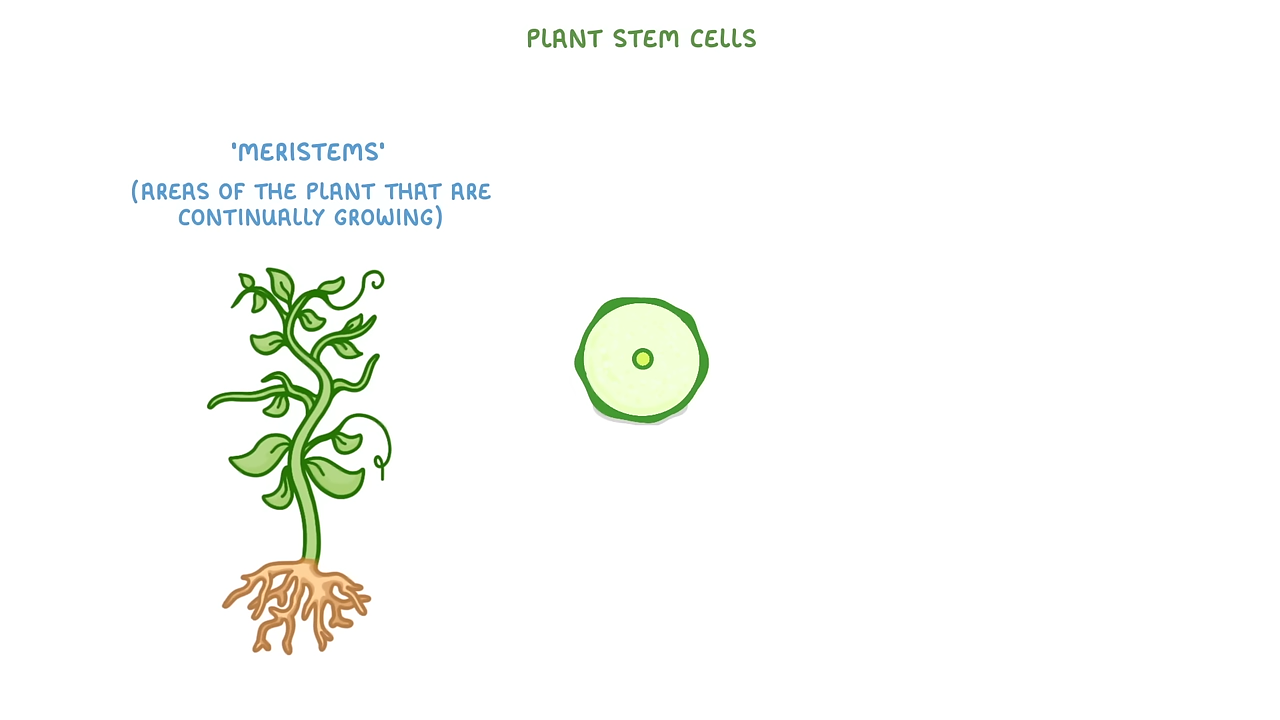 PLANT STEM CELLS
'MERISTEMS'
(AREAS OF THE PLANT THAT ARE
CONTINUALLY GROWING)